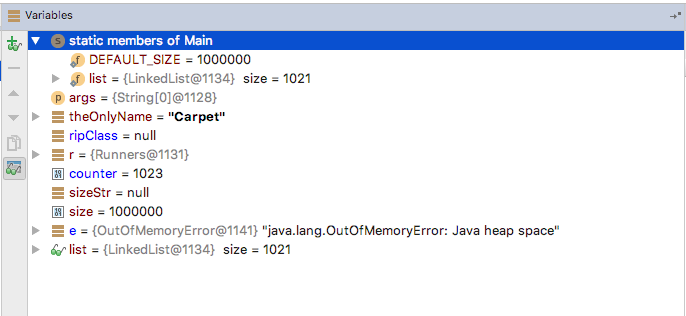 Variables
static members of Main
DEFAULT_SIZE = 1000000
list = {LinkedList@1134} size = 1021
args = {String[0]@1128}
theOnlyName = "Carpet"
ripClass = null
r = {Runners@1131}
counter = 1023
sizeStr = null
size = 1000000
e = {OutOfMemoryError@1141} "java.lang.OutOfMemoryError: Java heap space"
list = {LinkedList@1134} size = 1021